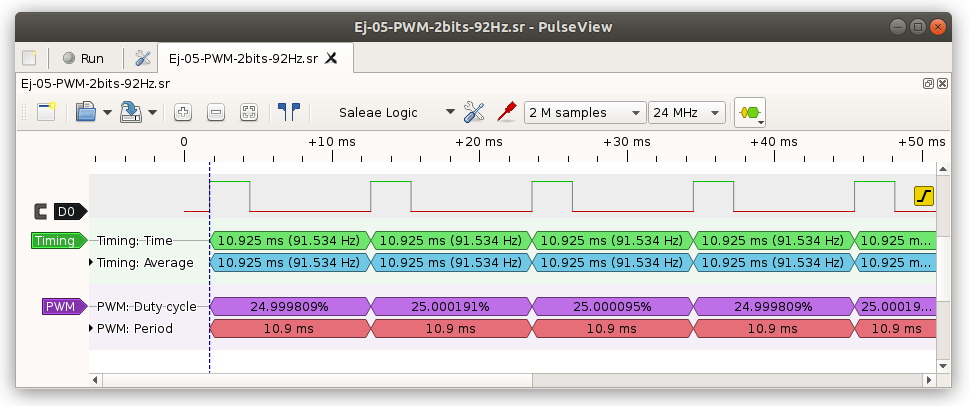 Ej-05-PWM-2bits-92Hz.sr - PulseView
Run Ej-05-PWM-2bits-92Hz.sr
Ej-05-PWM-2bits-92Hz.sr
Saleae Logic 2 M samples 24 MHz
0 +10 ms +20 ms +30 ms +40 ms +50 ms
D0
Timing Timing: Time 10.925 ms (91.534 Hz) 10.925 ms (91.534 Hz) 10.925 ms (91.534 Hz) 10.925 ms (91.534 Hz) 10.925 m...
Timing: Average 10.925 ms (91.534 Hz) 10.925 ms (91.534 Hz) 10.925 ms (91.534 Hz) 10.925 ms (91.534 Hz) 10.925 m...
PWM PWM: Duty cycle 24.999809% 25.000191% 25.000095% 24.999809% 25.00019...
PWM: Period 10.9 ms 10.9 ms 10.9 ms 10.9 ms 10.9 ms